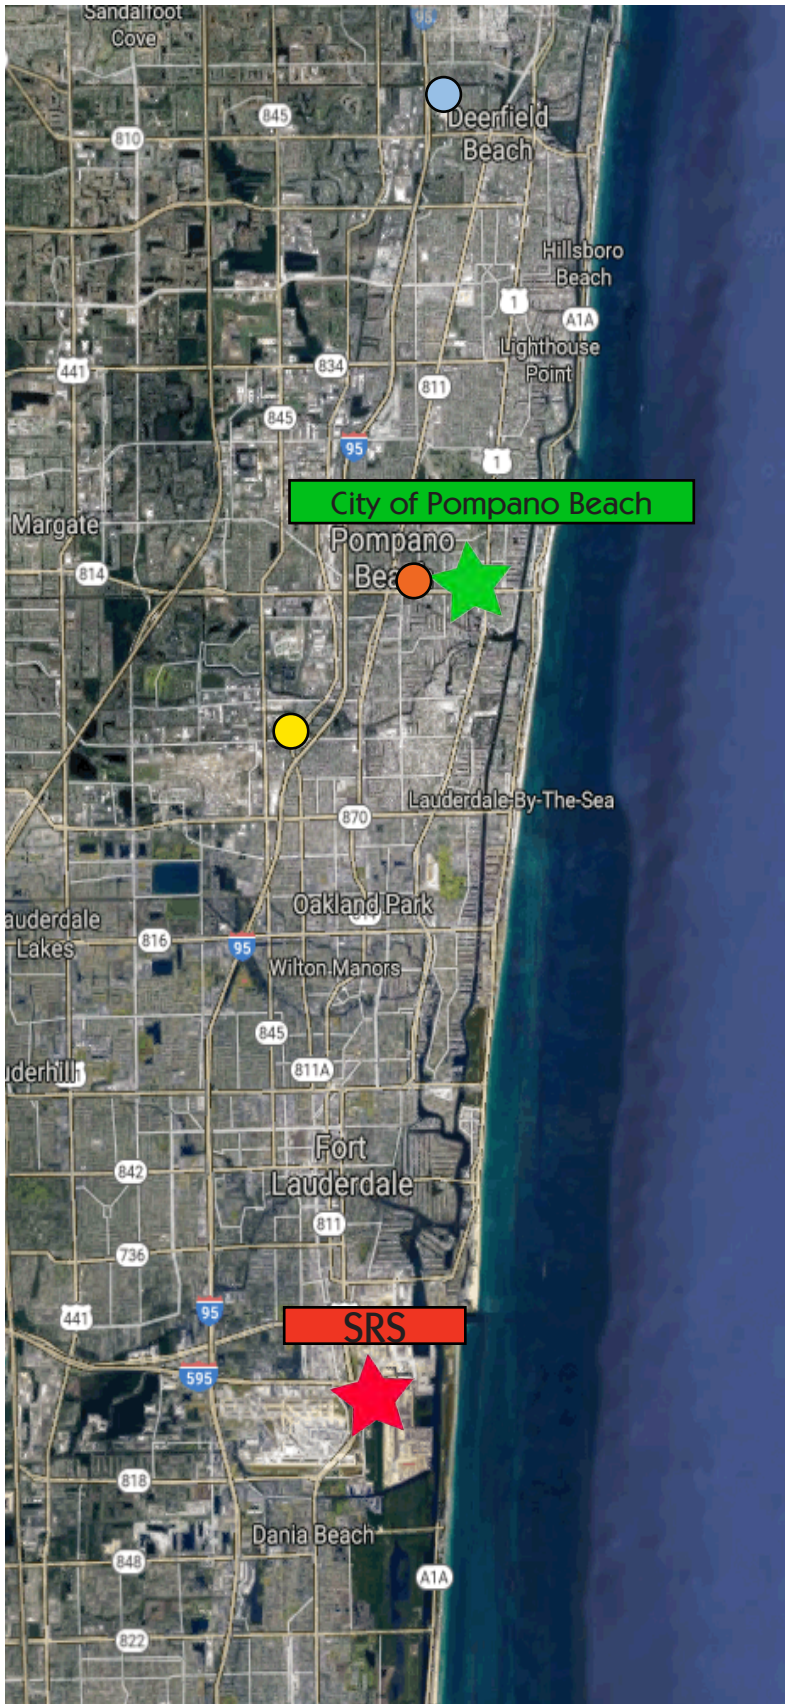 Sandalfoot
Cove
95
845
810
Deerfield
Beach
Hillsboro
Beach
1
A1A
Lighthouse
Point
834
441
811
845
95
1
City of Pompano Beach
Margate
Pompano
814
Lauderdale-By-The-Sea
870
Oakland Park
auderdale
Lakes
816
95
Wilton Manors
845
811A
uderhill
Fort
Lauderdale
842
811
736
95
441
SRS
595
818
Dania Beach
848
A1A
822